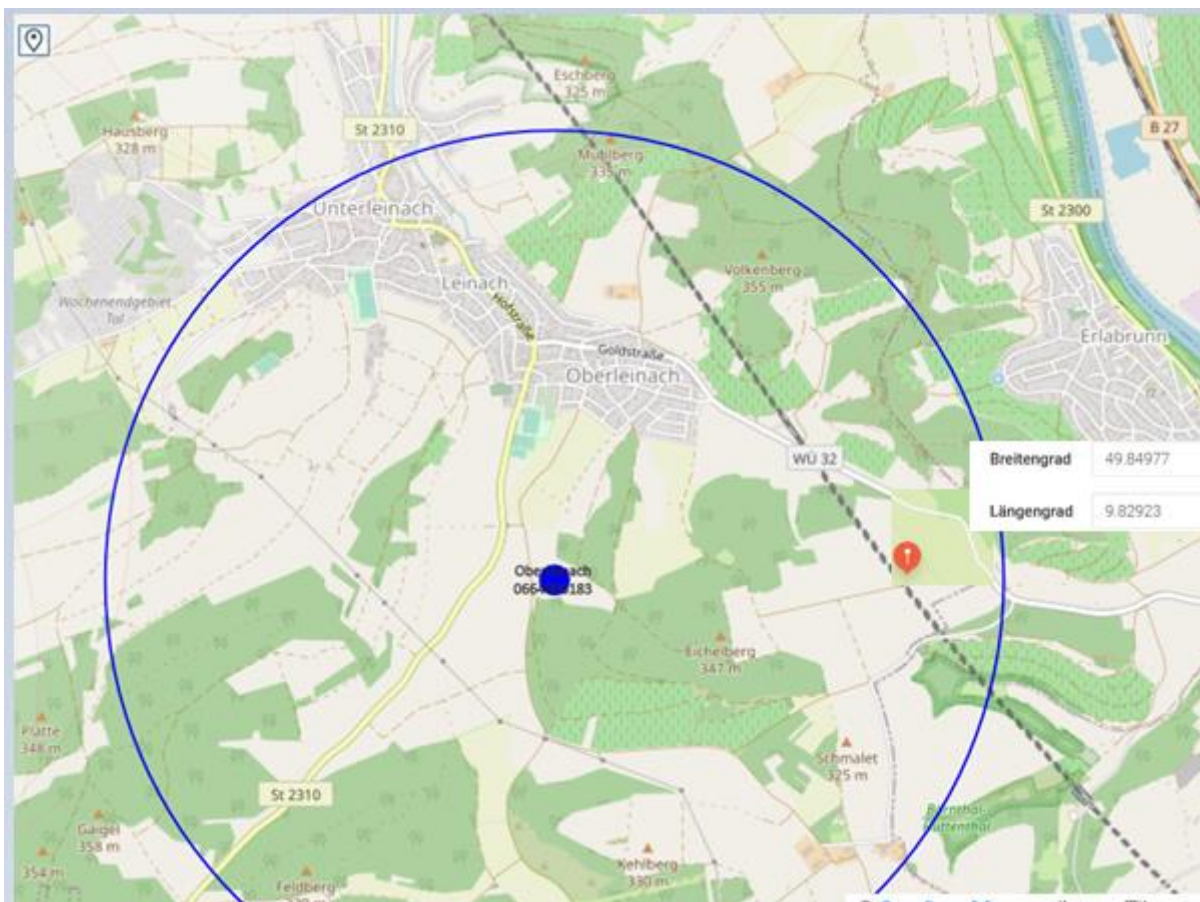 Eschberg
325 m
Hausberg
328 m
St 2310
B 27
Mühlberg
335 m
Unterleinach
St 2300
Volkenberg
355 m
Leinach
Wochenendgebiet
Tal
Hofstraße
Goldstraße
Erlabrunn
Oberleinach
WÜ 32
Breitengrad 49.84977
Längengrad 9.82923
Eichelberg
347 m
Platte
348 m
Schmalet
325 m
St 2310
Gaigel
358 m
Kehlberg
330 m
354 m
Feldberg